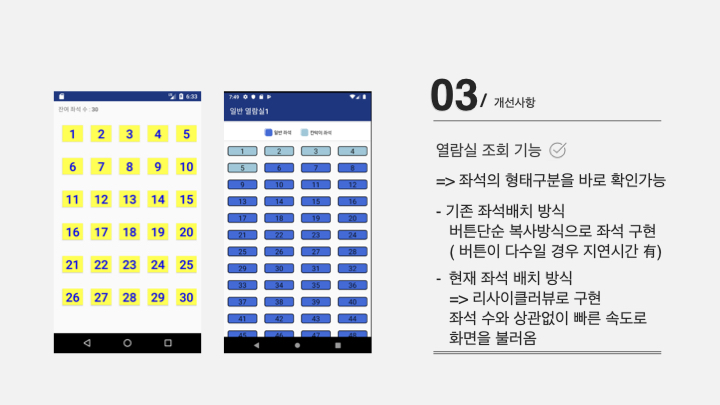 6:33
잔여 좌석 수 : 30
1 2 3 4 5
6 7 8 9 10
11 12 13 14 15
16 17 18 19 20
21 22 23 24 25
26 27 28 29 30
7:49
일반 열람실1
일반 좌석 칸막이 좌석
1 2 3 4
5 6 7 8
9 10 11 12
13 14 15 16
17 18 19 20
21 22 23 24
25 26 27 28
29 30 31 32
33 34 35 36
37 38 39 40
41 42 43 44
45 46 47 48
03/ 개선사항
열람실 조회 기능
=> 좌석의 형태구분을 바로 확인가능
- 기존 좌석배치 방식
버튼단순 복사방식으로 좌석 구현
( 버튼이 다수일 경우 지연시간 有)
- 현재 좌석 배치 방식
=> 리사이클러뷰로 구현
좌석 수와 상관없이 빠른 속도로
화면을 불러옴